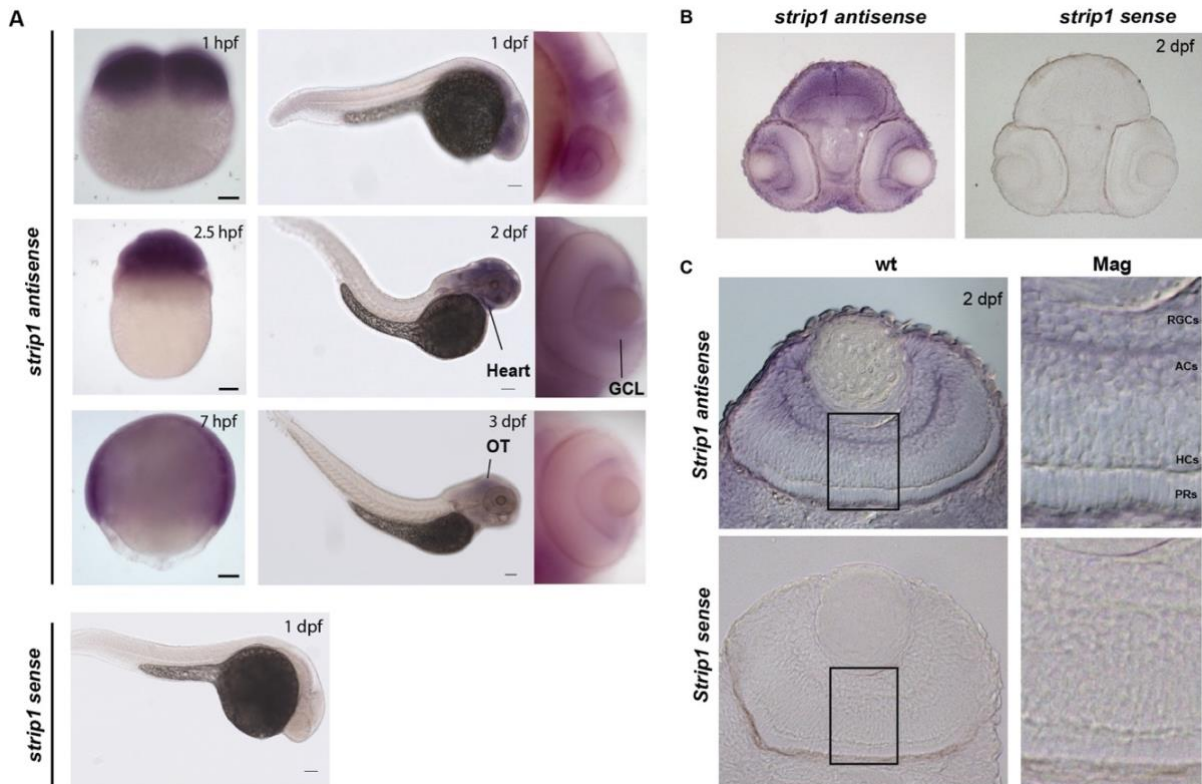 A
strip1 antisense
1 hpf
1 dpf
2.5 hpf
2 dpf
Heart
GCL
7 hpf
3 dpf
OT
strip1 sense
1 dpf
B
strip1 antisense
strip1 sense
2 dpf
C
wt
Mag
Strip1 antisense
2 dpf
RGCs
ACs
HCs
PRs
Strip1 sense